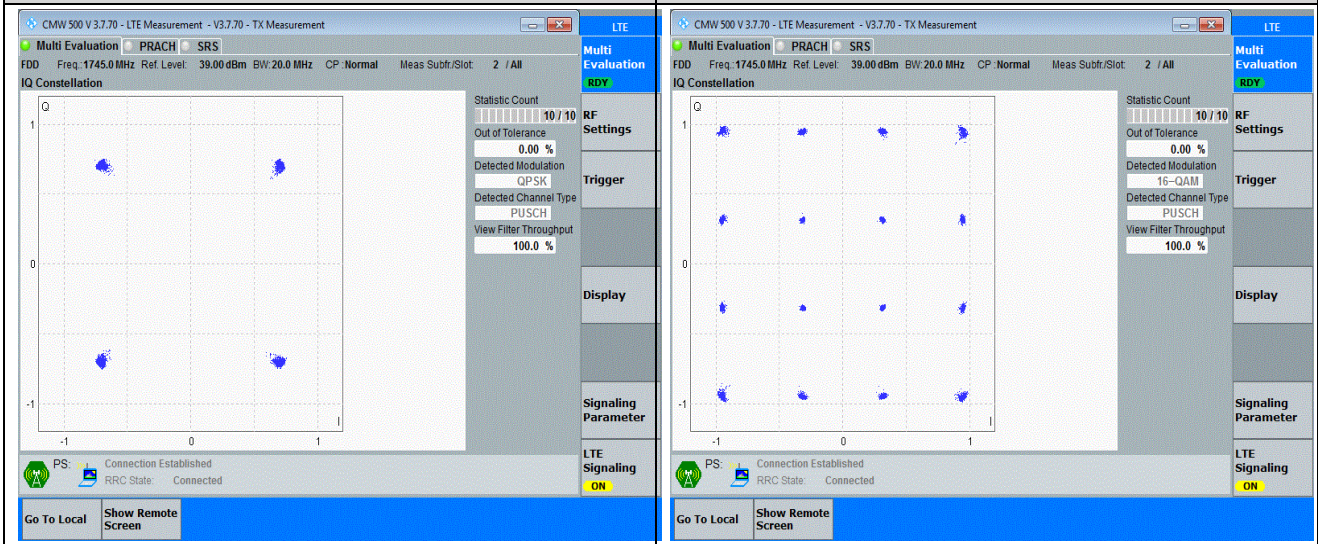 CMW 500 V 3.7.70 - LTE Measurement - V3.7.70 - TX Measurement
LTE
Multi Evaluation PRACH SRS
Multi
Evaluation
RDY
FDD Freq.:1745.0 MHz Ref. Level: 39.00 dBm BW:20.0 MHz CP :Normal Meas Subfr./Slot: 2 / All
IQ Constellation
Q
1
0
-1
-1 0 1
I
Statistic Count
10 / 10
Out of Tolerance
0.00 %
Detected Modulation
QPSK
Detected Channel Type
PUSCH
View Filter Throughput
100.0 %
RF
Settings
Trigger
Display
Signaling
Parameter
LTE
Signaling
ON
PS: Connection Established
RRC State: Connected
Go To Local
Show Remote
Screen
CMW 500 V 3.7.70 - LTE Measurement - V3.7.70 - TX Measurement
LTE
Multi Evaluation PRACH SRS
Multi
Evaluation
RDY
FDD Freq.:1745.0 MHz Ref. Level: 39.00 dBm BW:20.0 MHz CP :Normal Meas Subfr./Slot: 2 / All
IQ Constellation
Q
1
0
-1
-1 0 1
I
Statistic Count
10 / 10
Out of Tolerance
0.00 %
Detected Modulation
16-QAM
Detected Channel Type
PUSCH
View Filter Throughput
100.0 %
RF
Settings
Trigger
Display
Signaling
Parameter
LTE
Signaling
ON
PS: Connection Established
RRC State: Connected
Go To Local
Show Remote
Screen